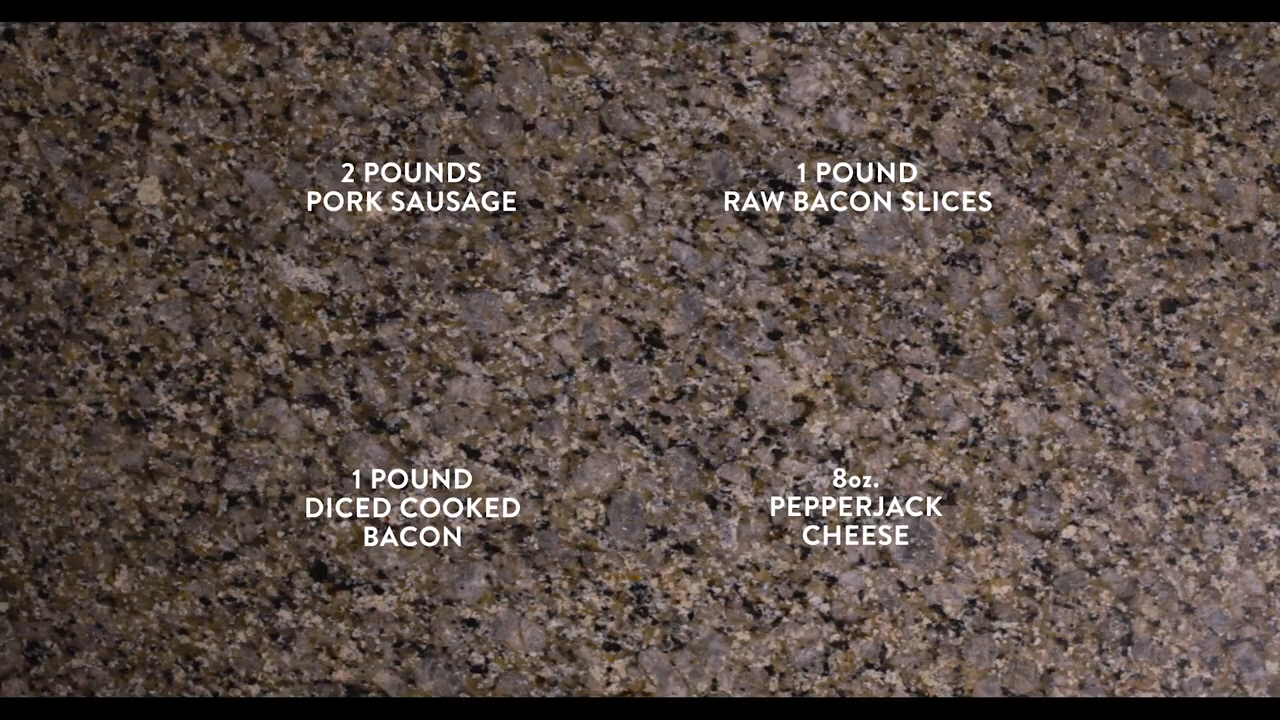 2 POUNDS
PORK SAUSAGE
1 POUND
RAW BACON SLICES
1 POUND
DICED COOKED
BACON
8oz.
PEPPERJACK
CHEESE